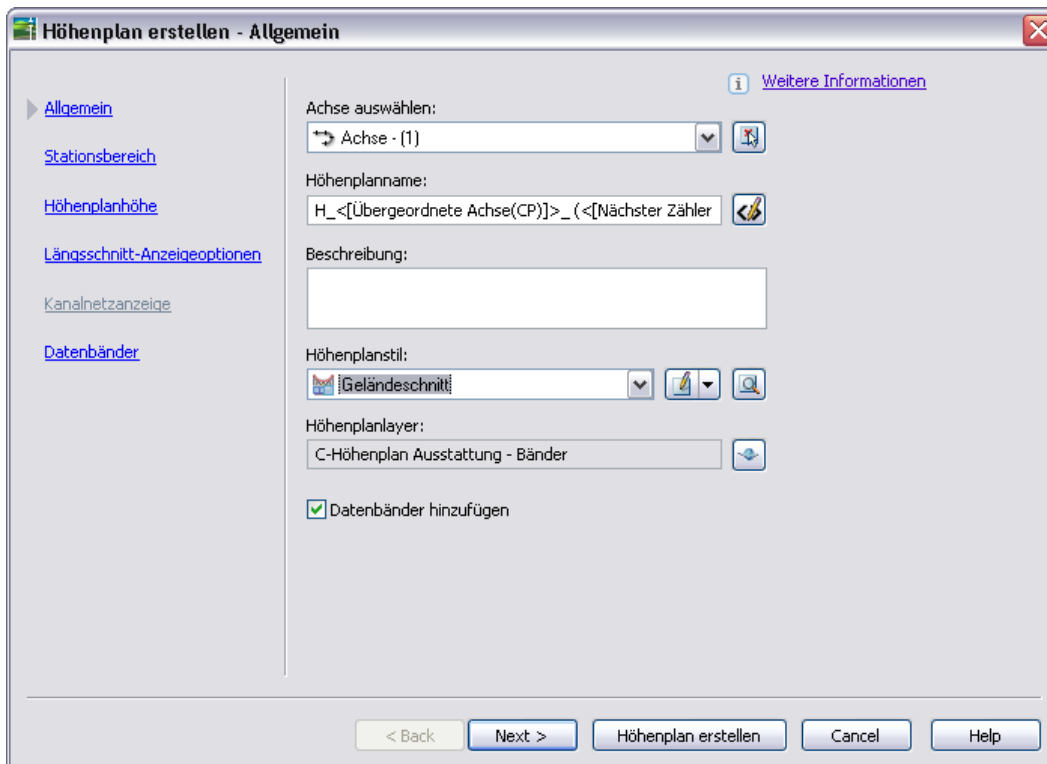 Höhenplan erstellen - Allgemein
Weitere Informationen
Allgemein
Stationsbereich
Höhenplanhöhe
Längsschnitt-Anzeigeoptionen
Kanalnetzanzeige
Datenbänder
Achse auswählen:
Achse - (1)
Höhenplanname:
H_<[Übergeordnete Achse(CP)]>_ (<[Nächster Zähler
Beschreibung:
Höhenplanstil:
Geländeschnitt
Höhenplanlayer:
C-Höhenplan Ausstattung - Bänder
Datenbänder hinzufügen
< Back
Next >
Höhenplan erstellen
Cancel
Help